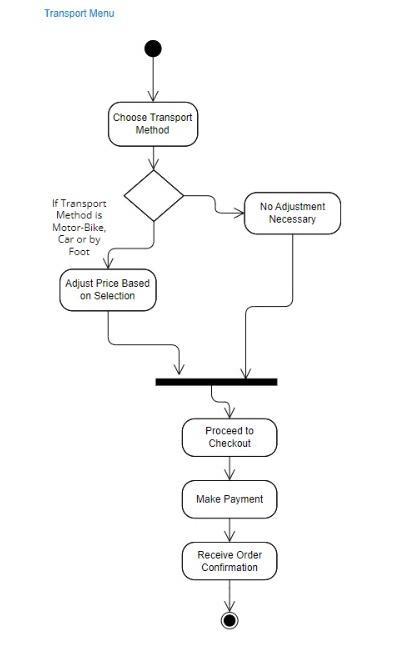 Transport Menu
Choose Transport
Method
If Transport
Method is
Motor-Bike,
Car or by
Foot
No Adjustment
Necessary
Adjust Price Based
on Selection
Proceed to
Checkout
Make Payment
Receive Order
Confirmation